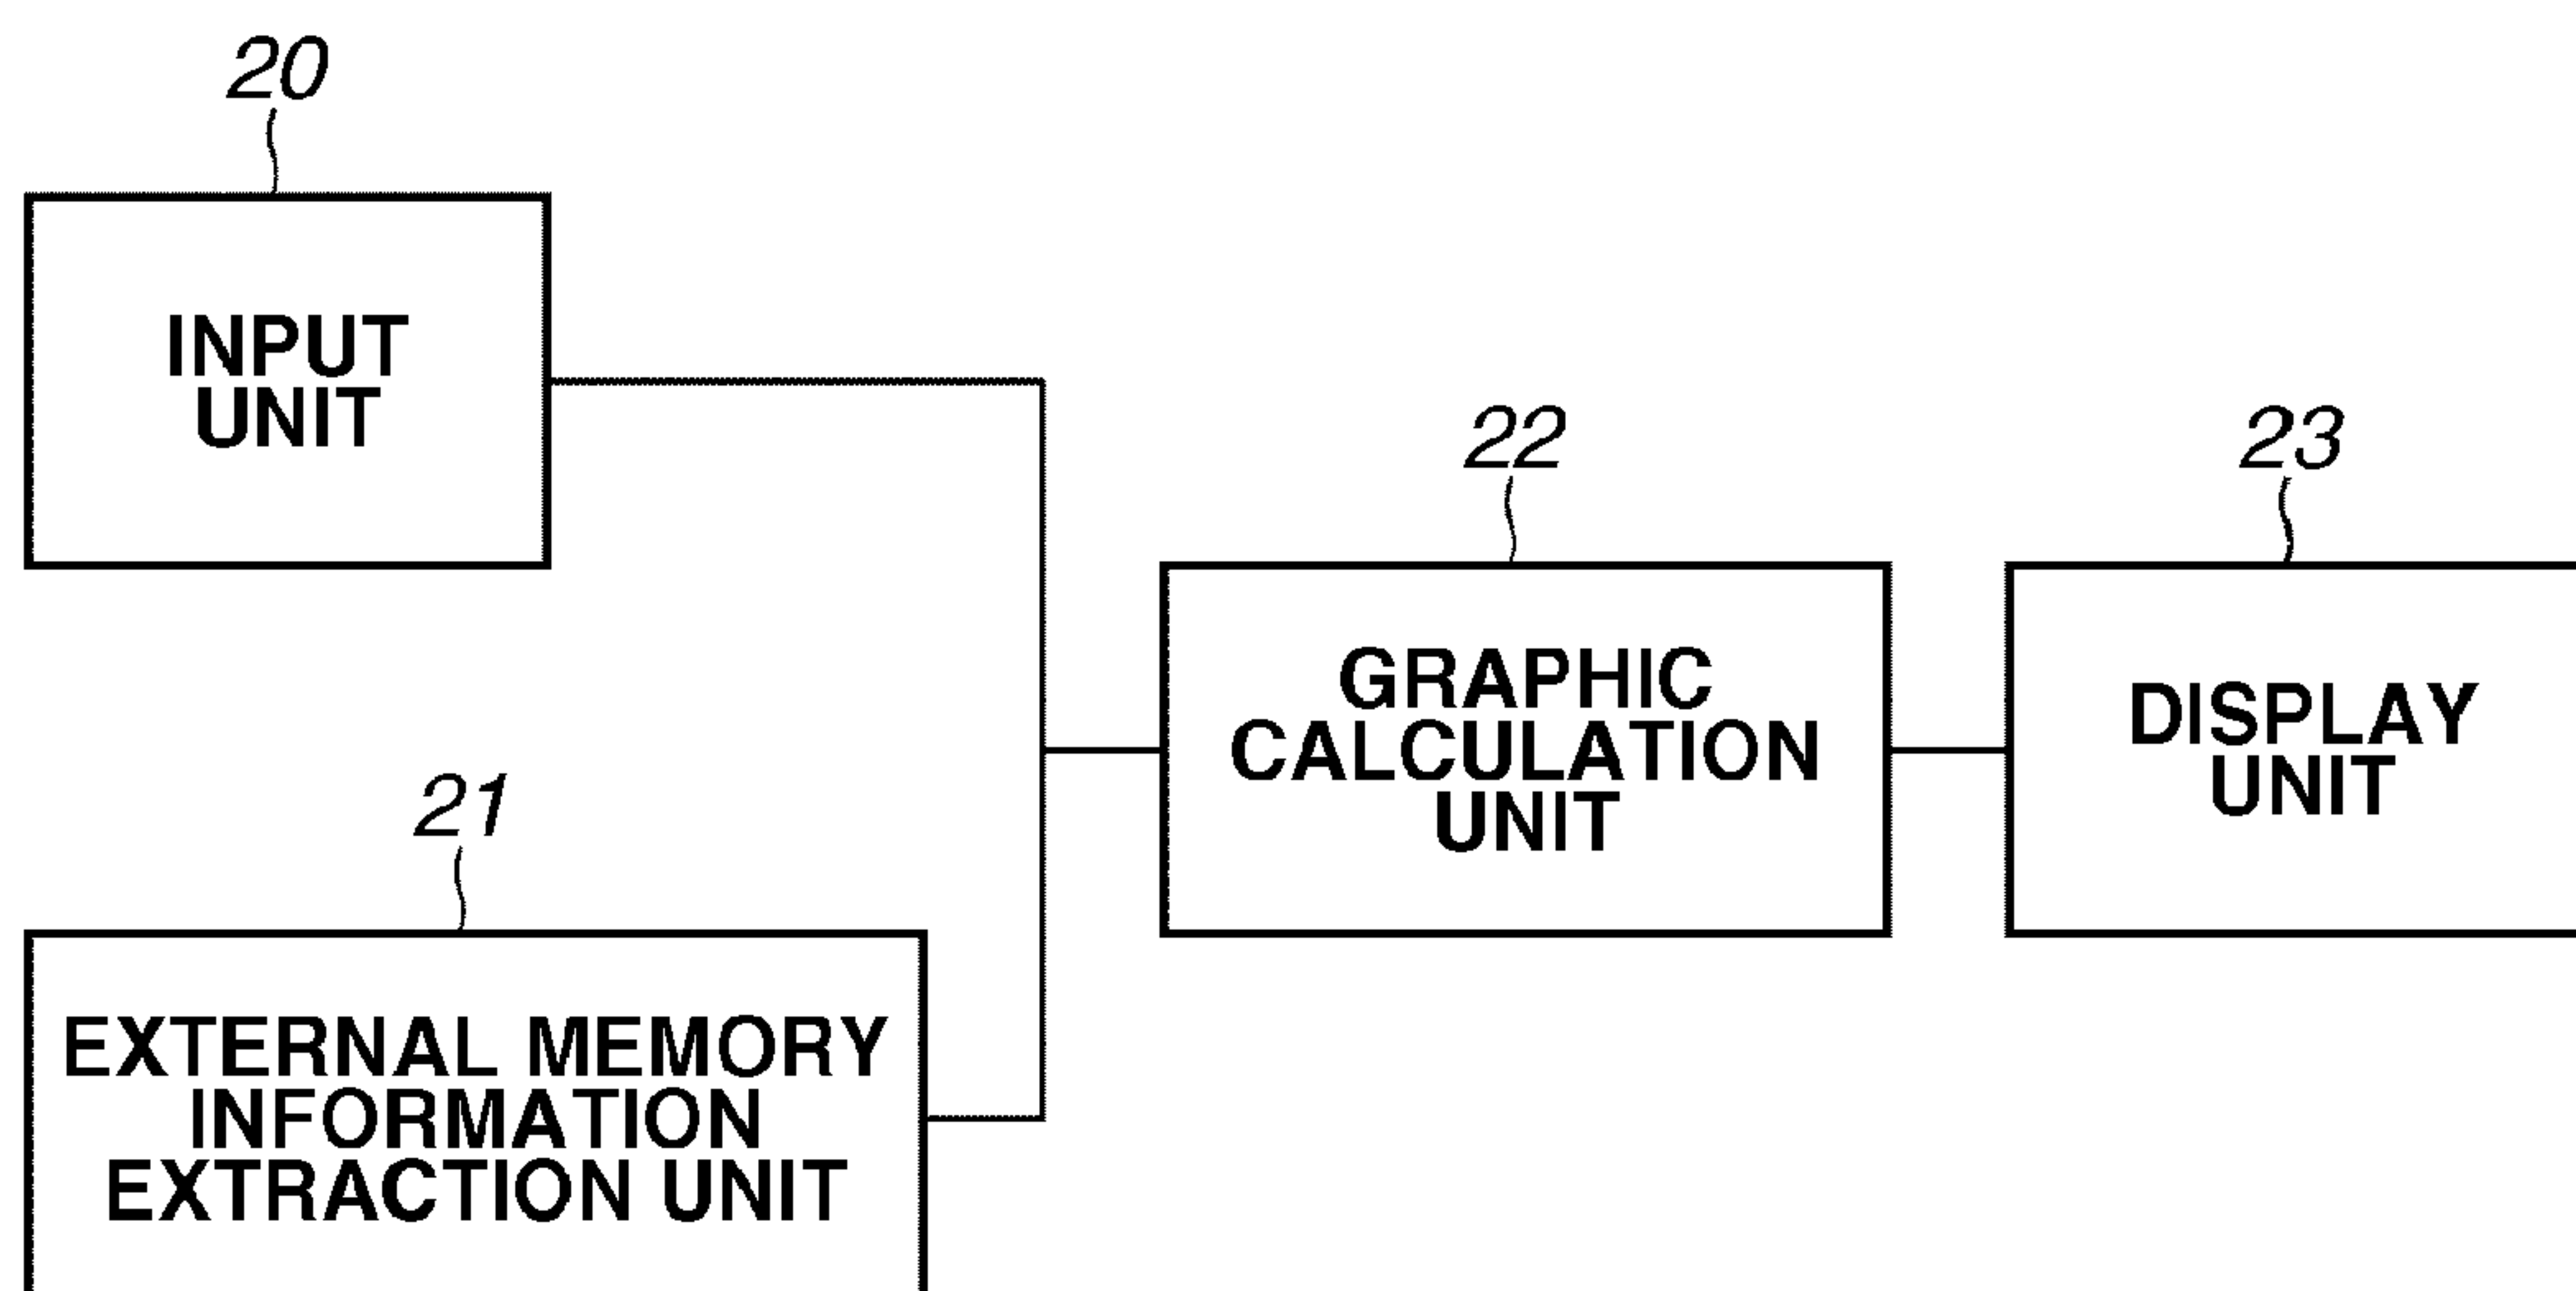 20
INPUT
UNIT
22
GRAPHIC
CALCULATION
UNIT
23
DISPLAY
UNIT
21
EXTERNAL MEMORY
INFORMATION
EXTRACTION UNIT